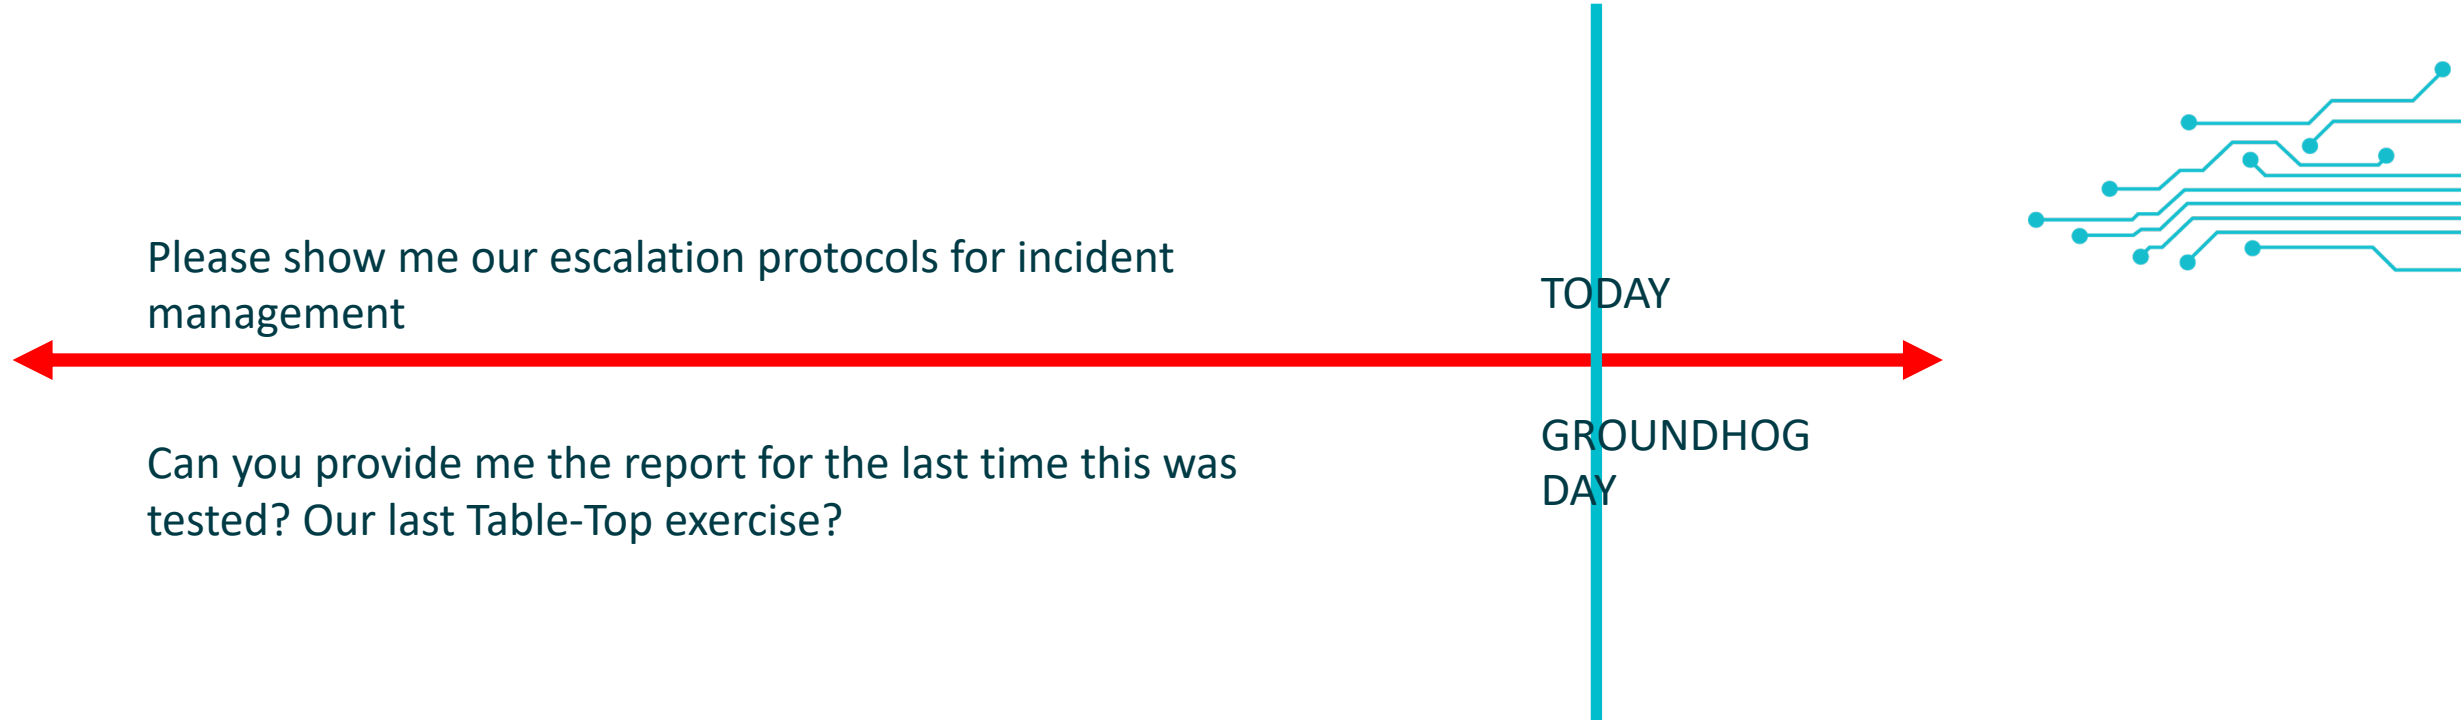 Please show me our escalation protocols for incident
management
TODAY
GROUNDHOG
DAY
Can you provide me the report for the last time this was
tested? Our last Table-Top exercise?